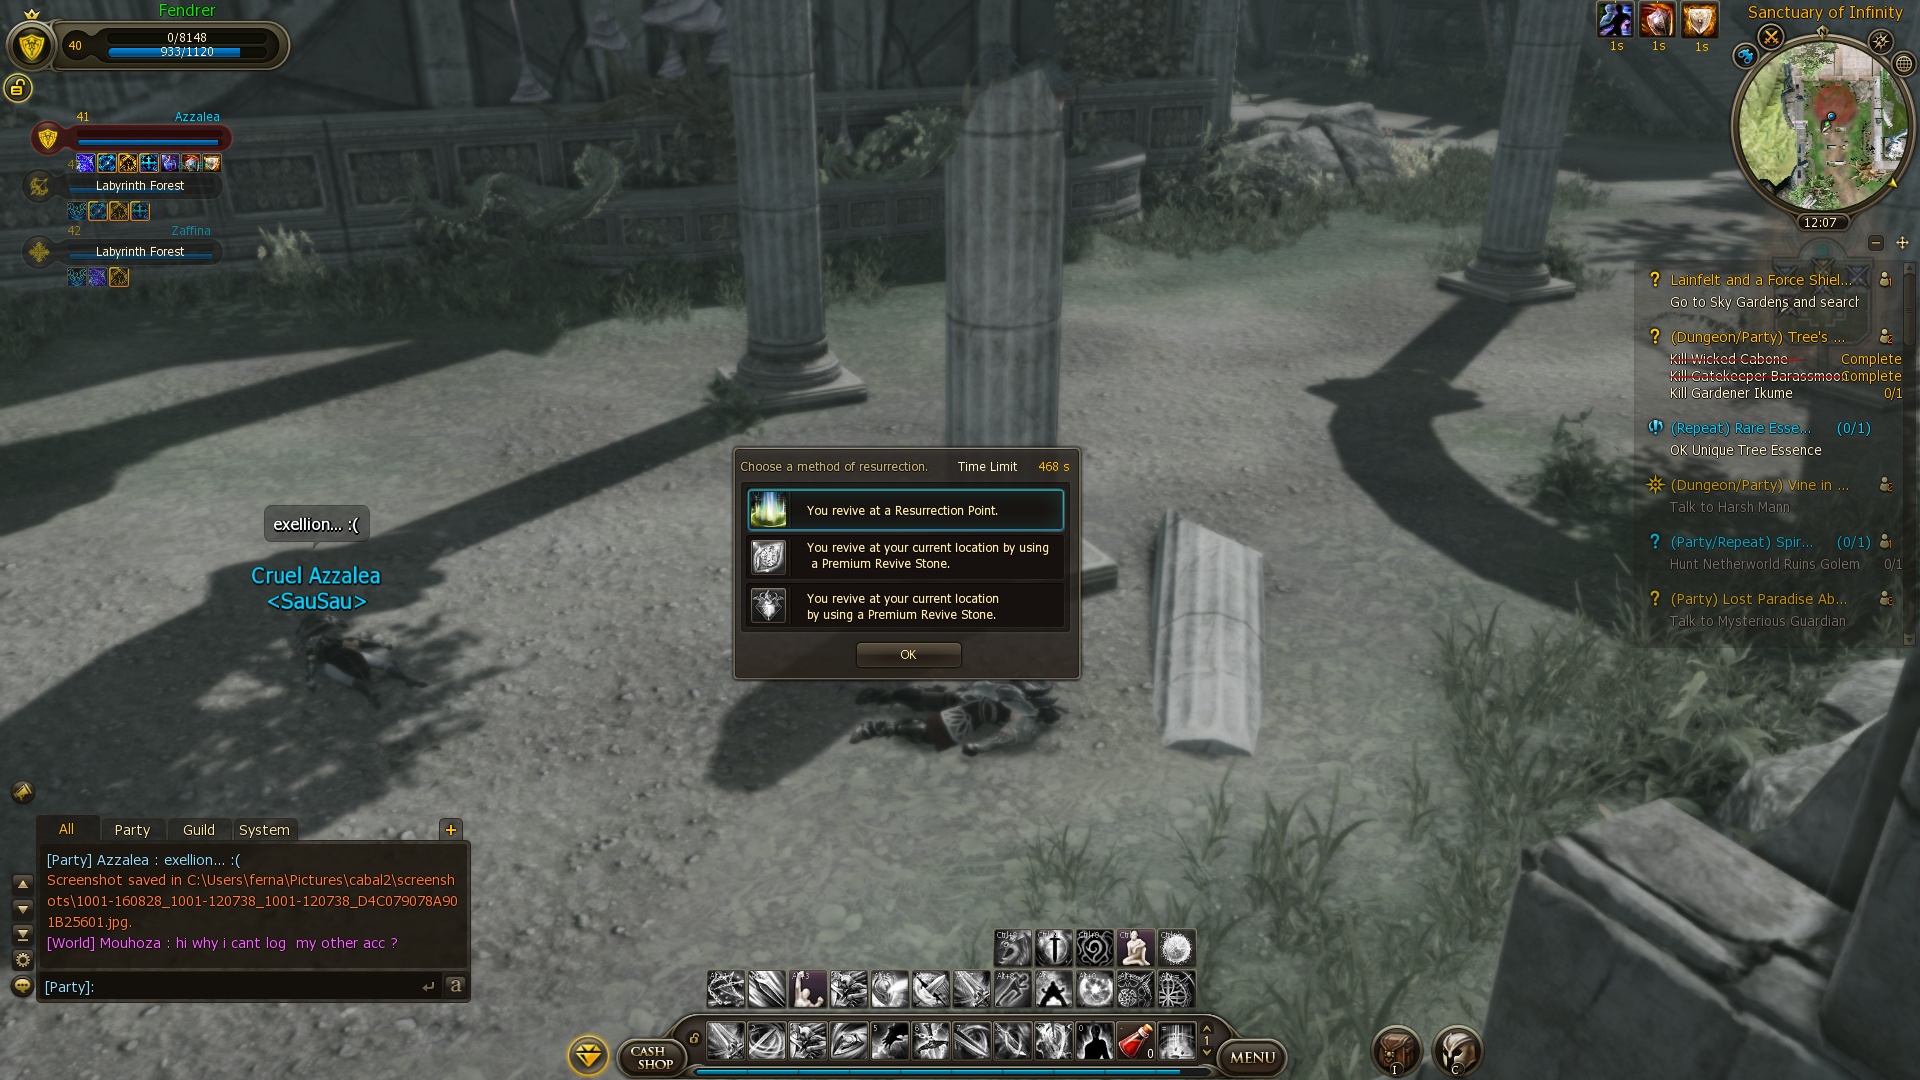 Fendrer
40
0/8148
933/1120
41 Azzalea
Labyrinth Forest
42 Zaffina
Labyrinth Forest
1s 1s 1s
Sanctuary of Infinity
N
12:07
Lainfelt and a Force Shiel...
Go to Sky Gardens and search
(Dungeon/Party) Tree's ...
Kill Wicked Cabone Complete
Kill Gatekeeper Barassmoon Complete
Kill Gardener Ikume 0/1
(Repeat) Rare Esse... (0/1)
OK Unique Tree Essence
(Dungeon/Party) Vine in ...
Talk to Harsh Mann
(Party/Repeat) Spir... (0/1)
Hunt Netherworld Ruins Golem 0/1
(Party) Lost Paradise Ab...
Talk to Mysterious Guardian
Choose a method of resurrection. Time Limit 468 s
You revive at a Resurrection Point.
You revive at your current location by using
a Premium Revive Stone.
You revive at your current location
by using a Premium Revive Stone.
OK
exellion... :(
Cruel Azzalea
<SauSau>
All Party Guild System +
[Party] Azzalea : exellion... :(
Screenshot saved in C:\Users\ferna\Pictures\cabal2\screensh
ots\1001-160828_1001-120738_1001-120738_D4C079078A90
1B25601.jpg.
[World] Mouhoza : hi why i cant log my other acc ?
[Party]: a
CASH
SHOP
0
1
MENU
I
C